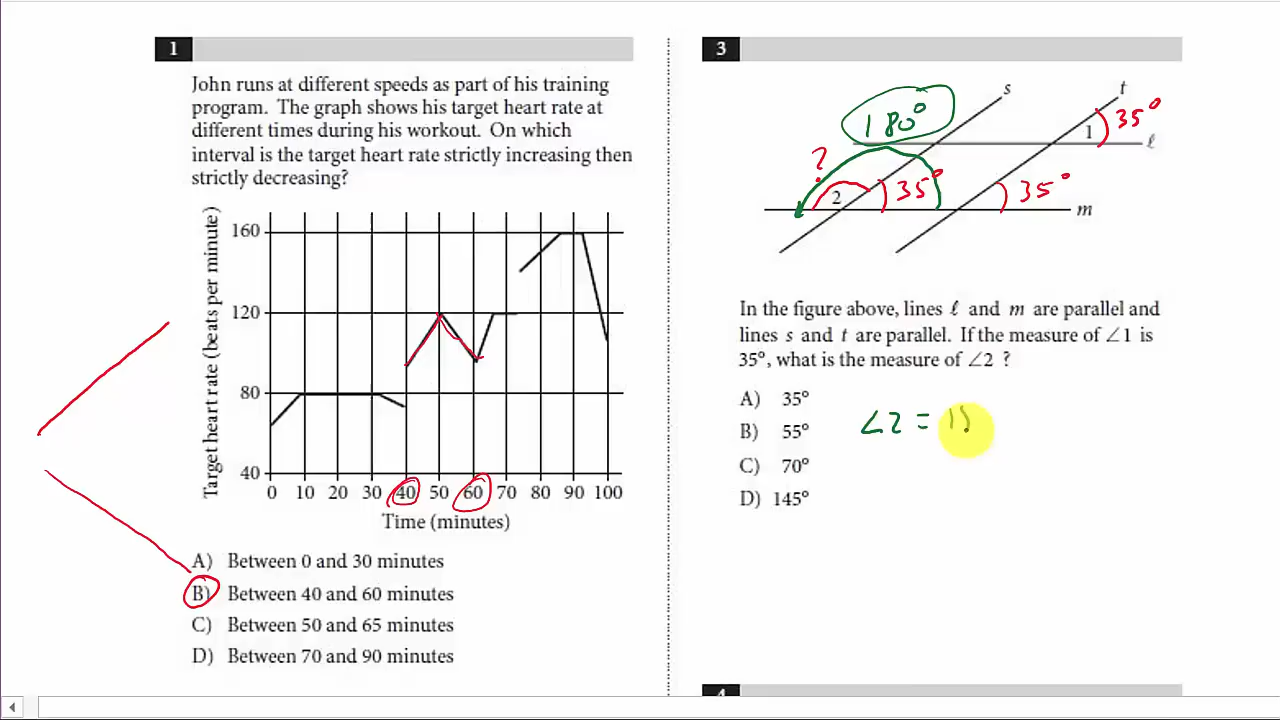 1
John runs at different speeds as part of his training
program. The graph shows his target heart rate at
different times during his workout. On which
interval is the target heart rate strictly increasing then
strictly decreasing?
Target heart rate (beats per minute)
160
120
80
40
0 10 20 30 40 50 60 70 80 90 100
Time (minutes)
A) Between 0 and 30 minutes
B) Between 40 and 60 minutes
C) Between 50 and 65 minutes
D) Between 70 and 90 minutes
3
s
t
180°
1 35°
ℓ
?
2 35°
35°
m
In the figure above, lines ℓ and m are parallel and
lines s and t are parallel. If the measure of ∠1 is
35°, what is the measure of ∠2 ?
A) 35°
B) 55°
C) 70°
D) 145°
∠2 = 1
4